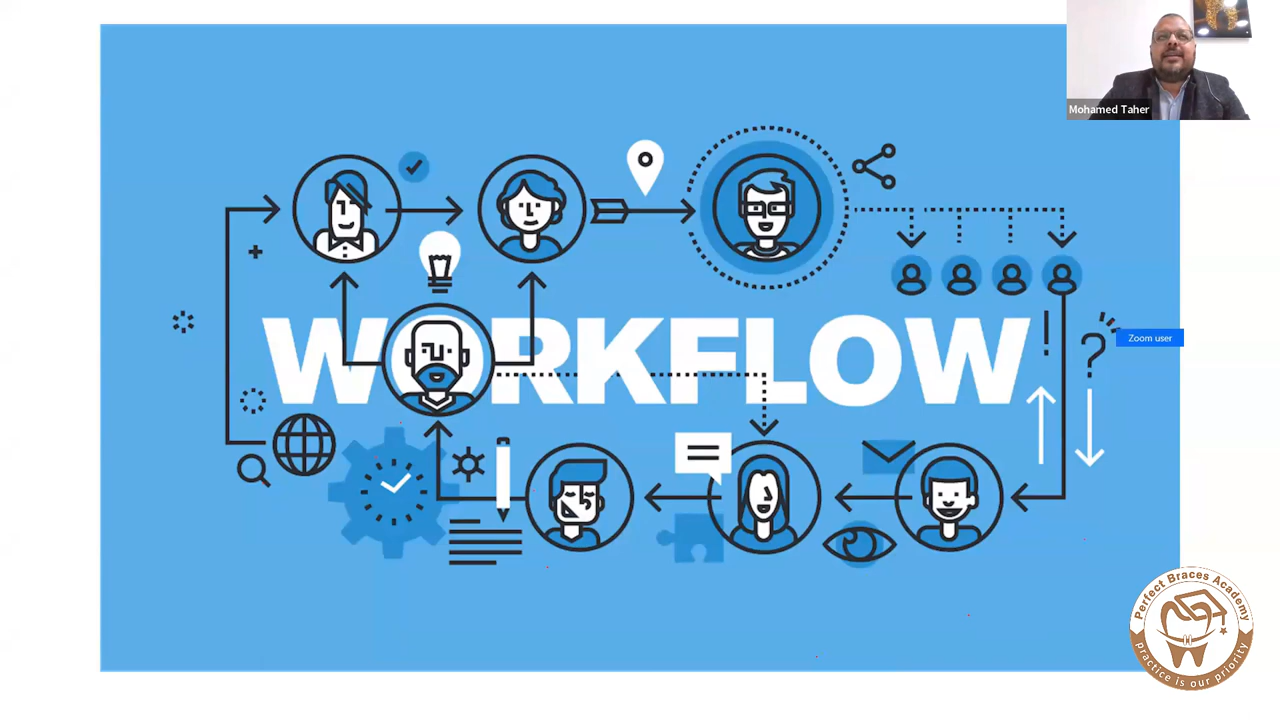 Mohamed Taher
WORKFLOW
Zoom user
Perfect Braces Academy
practice is our priority